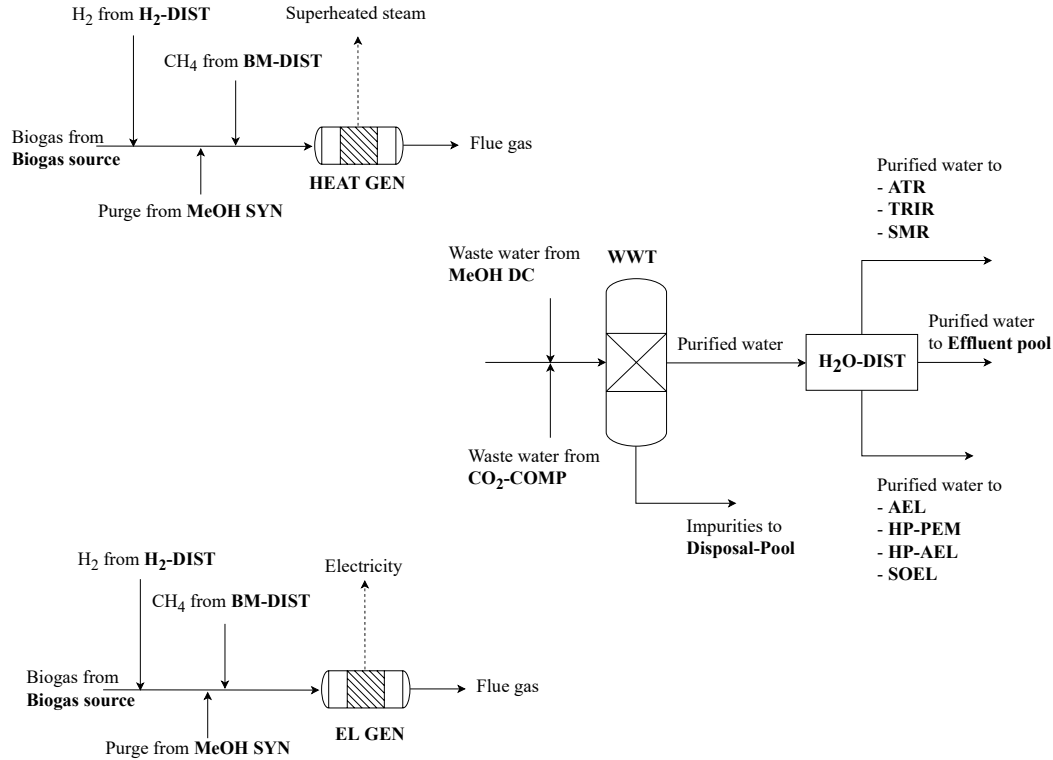 H2 from H2-DIST
Superheated steam
CH4 from BM-DIST
Biogas from
Biogas source
HEAT GEN
Flue gas
Purge from MeOH SYN
Purified water to
- ATR
- TRIR
- SMR
Waste water from
MeOH DC
WWT
Purified water
H2O-DIST
Purified water
to Effluent pool
Waste water from
CO2-COMP
Impurities to
Disposal-Pool
Purified water to
- AEL
- HP-PEM
- HP-AEL
- SOEL
H2 from H2-DIST
Electricity
CH4 from BM-DIST
Biogas from
Biogas source
EL GEN
Flue gas
Purge from MeOH SYN